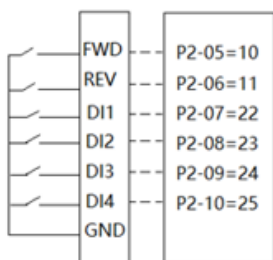 FWD P2-05=10
REV P2-06=11
DI1 P2-07=22
DI2 P2-08=23
DI3 P2-09=24
DI4 P2-10=25
GND